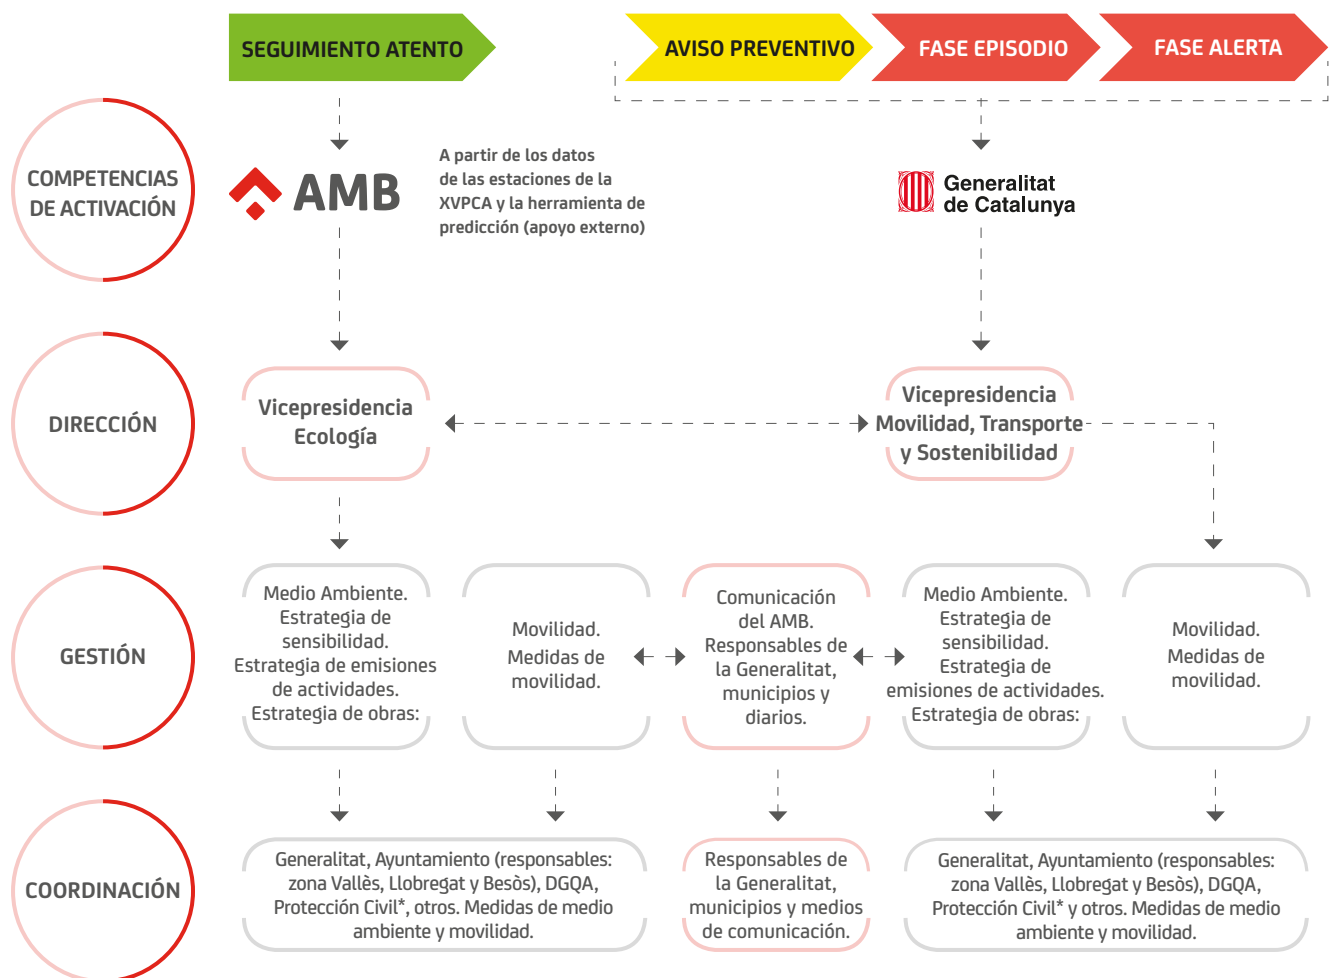 SEGUIMIENTO ATENTO
AVISO PREVENTIVO
FASE EPISODIO
FASE ALERTA
COMPETENCIAS
DE ACTIVACIÓN
AMB
A partir de los datos
de las estaciones de la
XVPCA y la herramienta de
predicción (apoyo externo)
Generalitat
de Catalunya
DIRECCIÓN
Vicepresidencia
Ecología
Vicepresidencia
Movilidad, Transporte
y Sostenibilidad
GESTIÓN
Medio Ambiente.
Estrategia de
sensibilidad.
Estrategia de emisiones
de actividades.
Estrategia de obras:
Movilidad.
Medidas de
movilidad.
Comunicación
del AMB.
Responsables de
la Generalitat,
municipios y
diarios.
Medio Ambiente.
Estrategia de
sensibilidad.
Estrategia de
emisiones de actividades.
Estrategia de obras:
Movilidad.
Medidas de
movilidad.
COORDINACIÓN
Generalitat, Ayuntamiento (responsables:
zona Vallès, Llobregat y Besòs), DGQA,
Protección Civil*, otros. Medidas de medio
ambiente y movilidad.
Responsables de
la Generalitat,
municipios y medios
de comunicación.
Generalitat, Ayuntamiento (responsables:
zona Vallès, Llobregat y Besòs), DGQA,
Protección Civil* y otros. Medidas de medio
ambiente y movilidad.